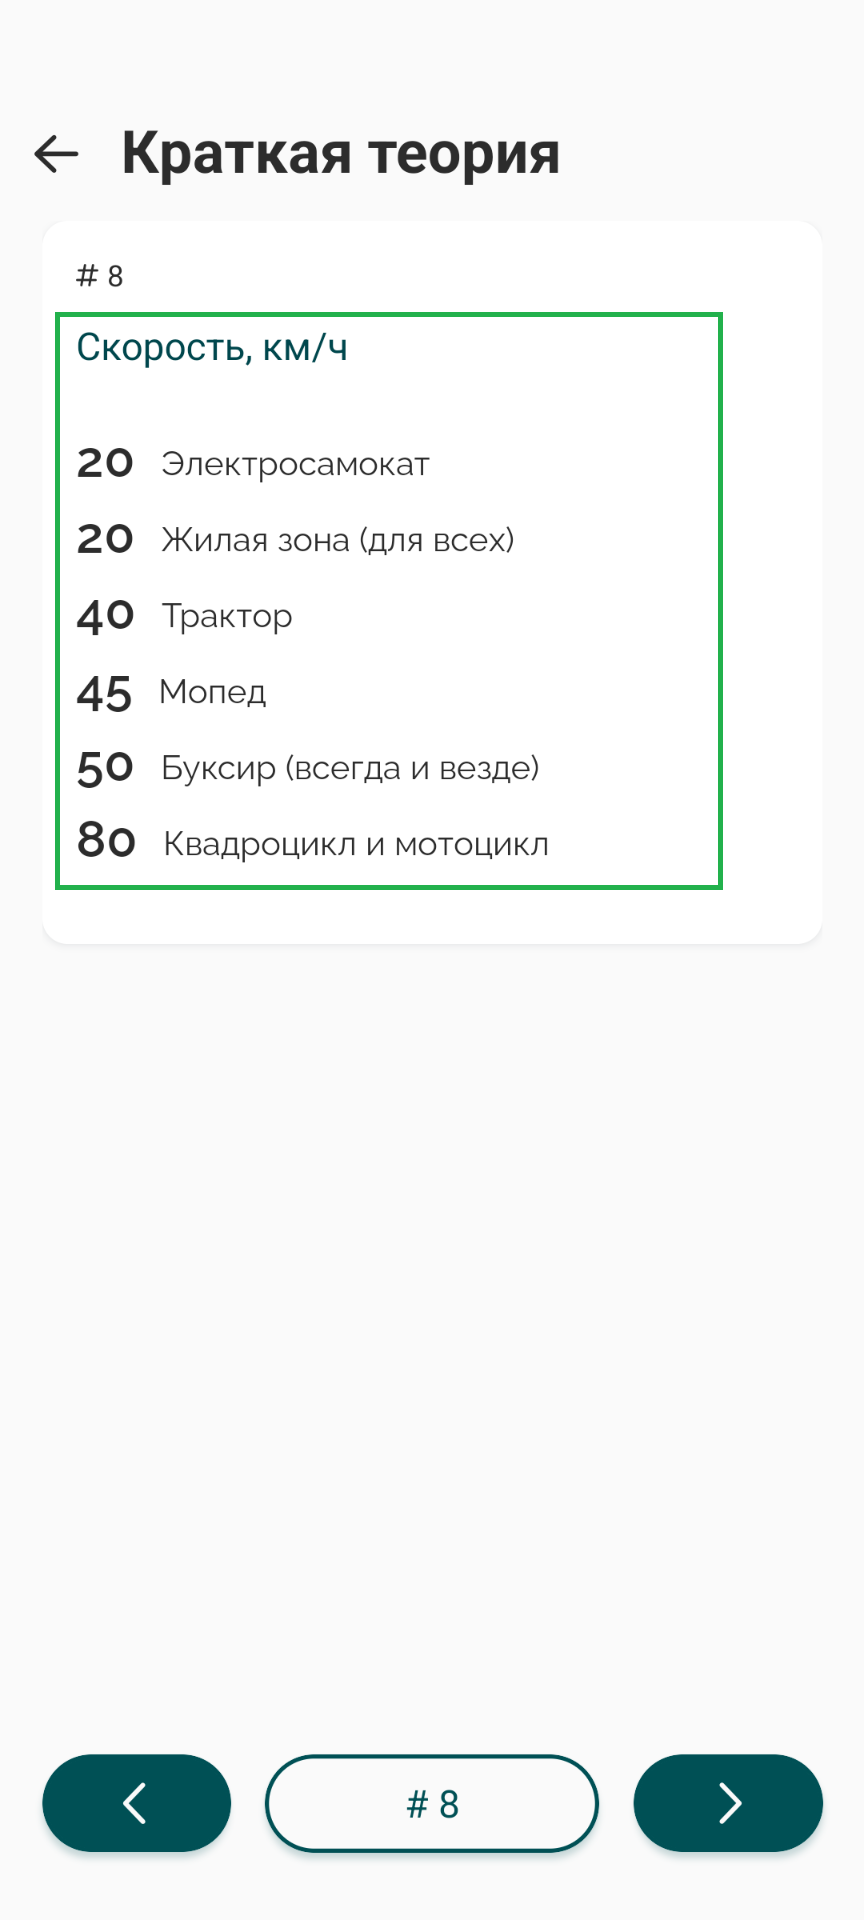 Краткая теория
# 8
Скорость, км/ч
20 Электросамокат
20 Жилая зона (для всех)
40 Трактор
45 Мопед
50 Буксир (всегда и везде)
80 Квадроцикл и мотоцикл
# 8